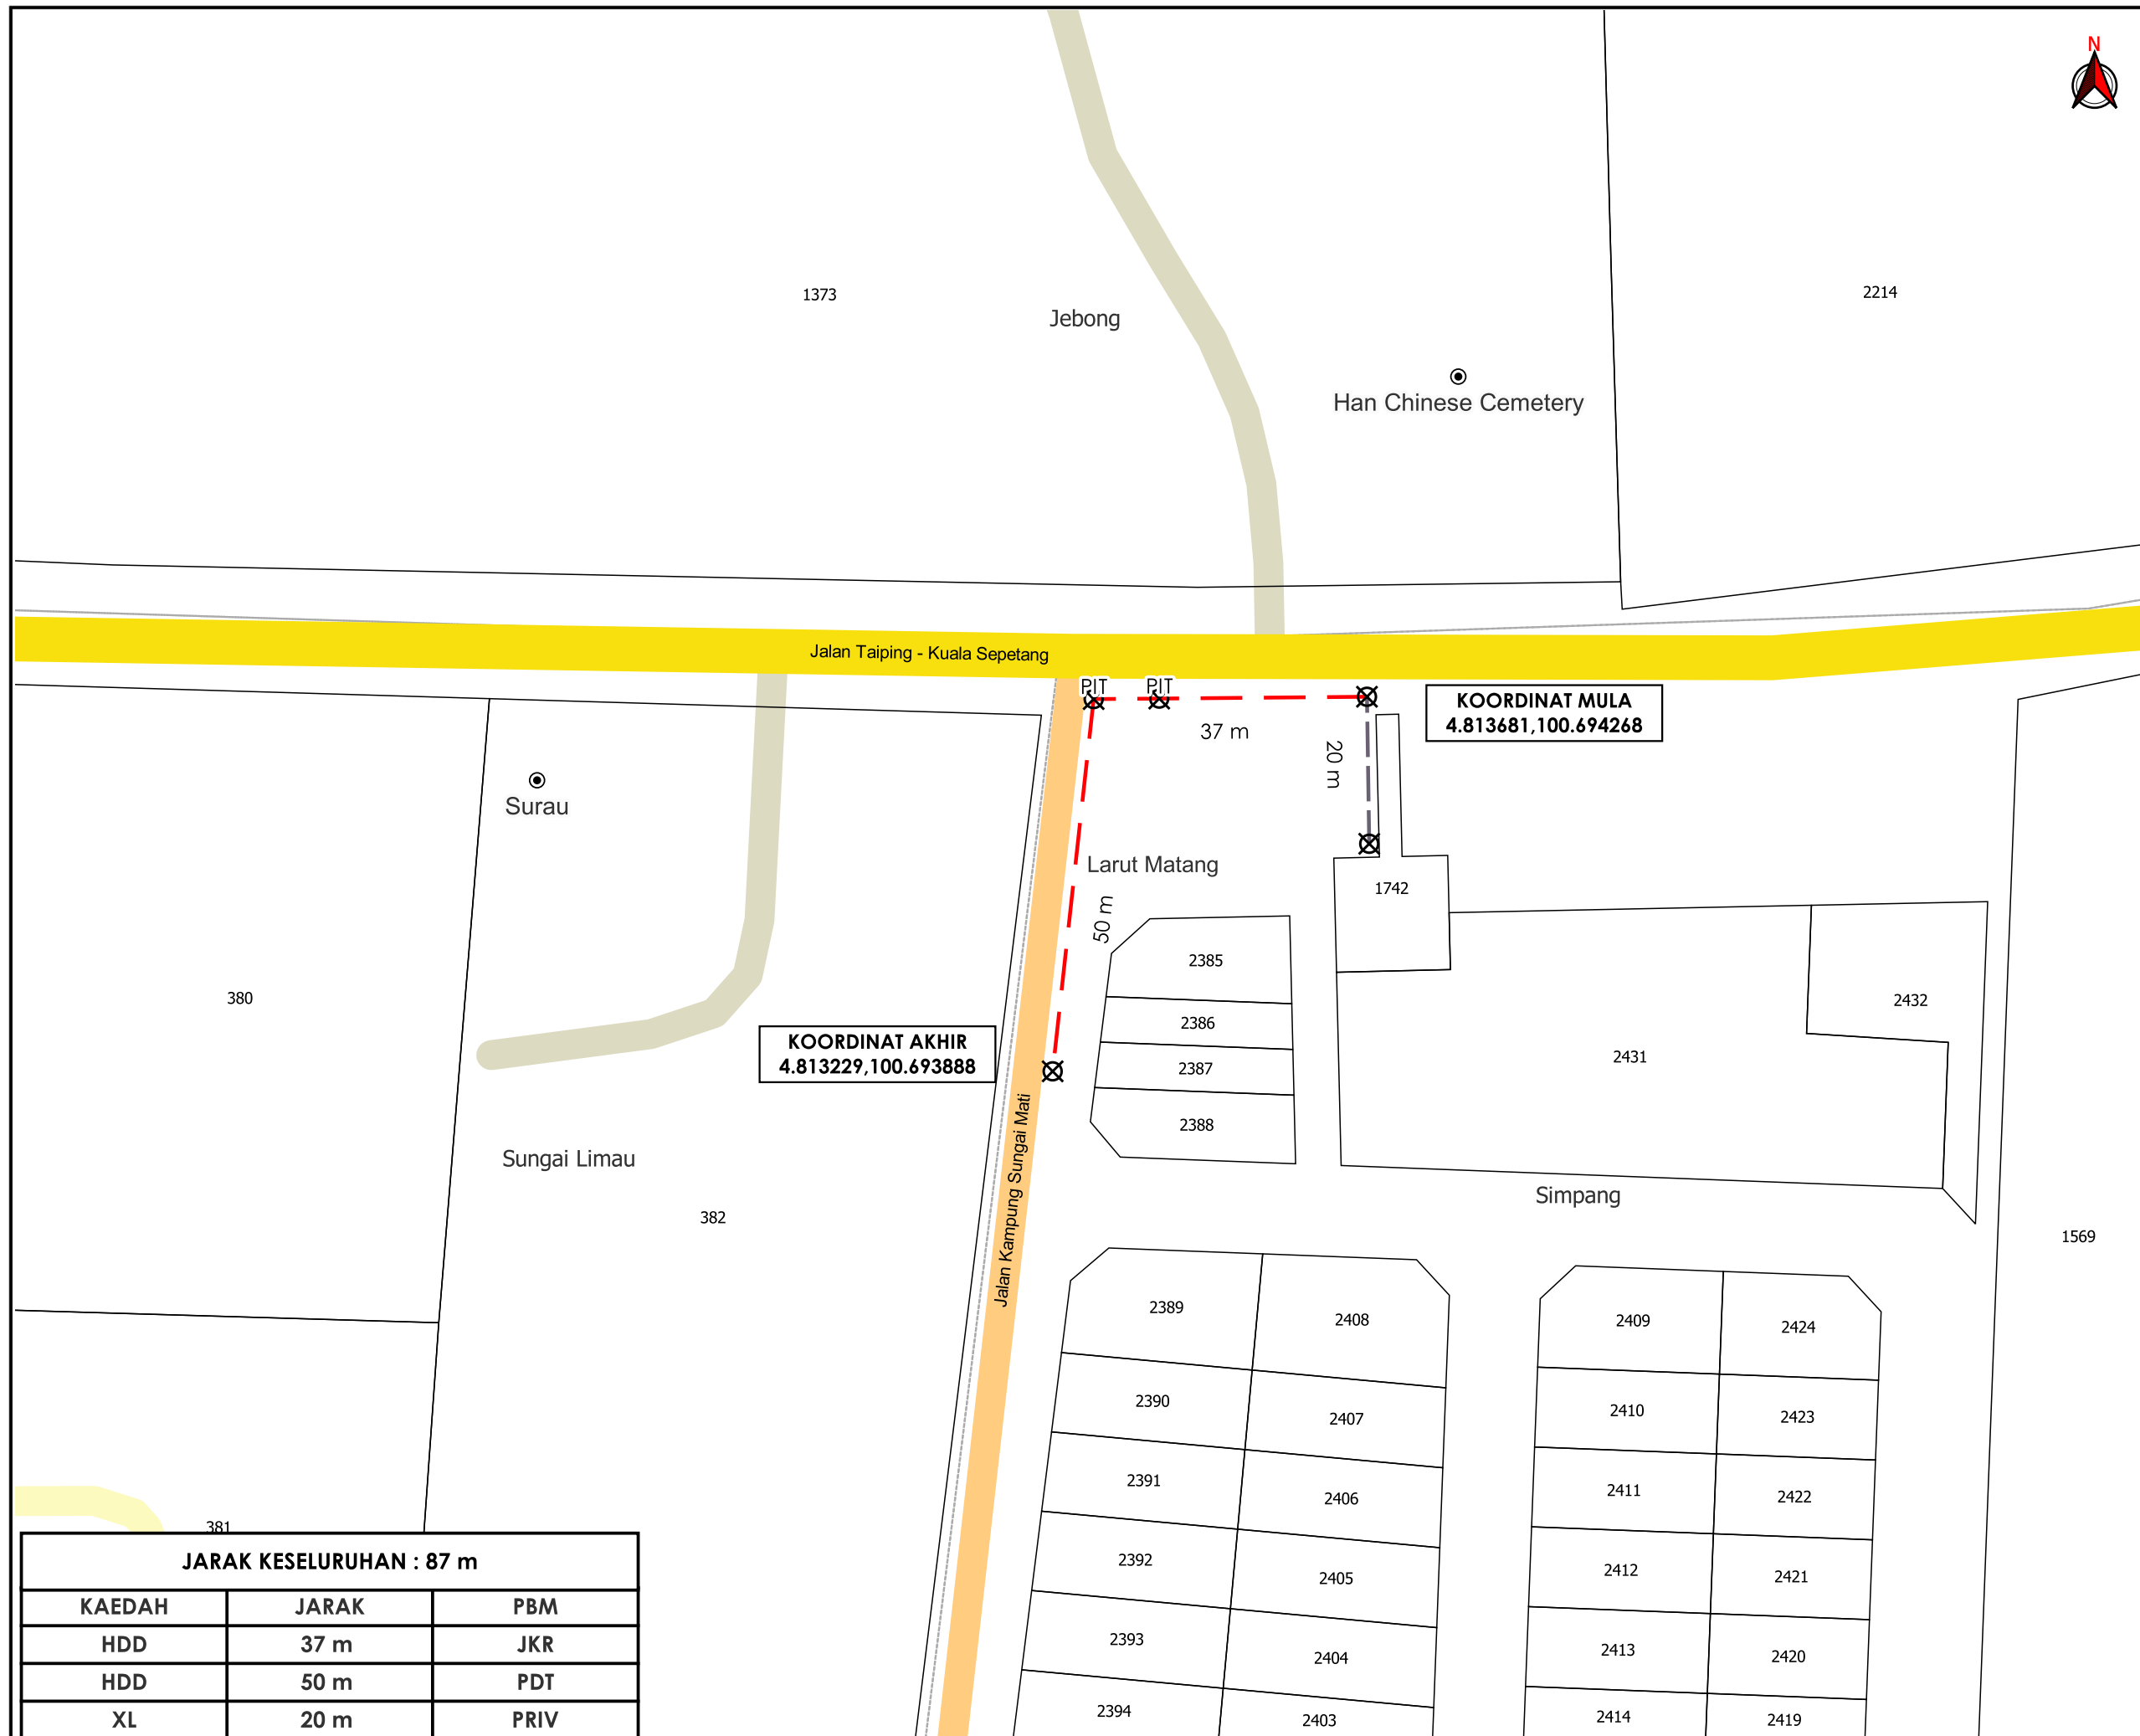 N
1373
2214
Jebong
Han Chinese Cemetery
Jalan Taiping - Kuala Sepetang
PIT
PIT
37 m
20 m
KOORDINAT MULA
4.813681,100.694268
Surau
Larut Matang
50 m
1742
2385
2386
2387
2388
380
2432
2431
KOORDINAT AKHIR
4.813229,100.693888
Jalan Kampung Sungai Mati
Sungai Limau
382
Simpang
1569
2389
2408
2409
2424
2390
2407
2410
2423
2391
2406
2411
2422
2392
2405
2412
2421
2393
2404
2413
2420
2394
2403
2414
2419
381
JARAK KESELURUHAN : 87 m
KAEDAH JARAK PBM
HDD 37 m JKR
HDD 50 m PDT
XL 20 m PRIV